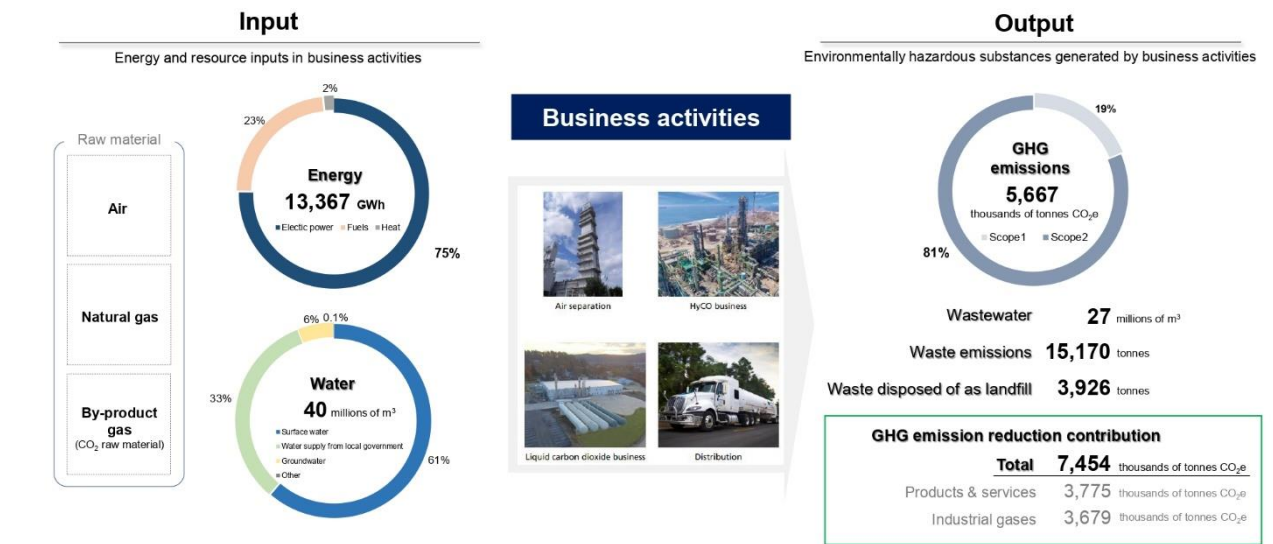 Input
Energy and resource inputs in business activities
Raw material
Air
Natural gas
By-product
gas
(CO₂ raw material)
2%
23%
Energy
13,367 GWh
Electic power
Fuels
Heat
75%
6%
0.1%
33%
Water
40 millions of m³
Surface water
Water supply from local government
Groundwater
Other
61%
Business activities
Air separation
HyCO business
Liquid carbon dioxide business
Distribution
Output
Environmentally hazardous substances generated by business activities
19%
GHG
emissions
5,667
thousands of tonnes CO₂e
Scope1
Scope2
81%
Wastewater 27 millions of m³
Waste emissions 15,170 tonnes
Waste disposed of as landfill 3,926 tonnes
GHG emission reduction contribution
Total 7,454 thousands of tonnes CO₂e
Products & services 3,775 thousands of tonnes CO₂e
Industrial gases 3,679 thousands of tonnes CO₂e